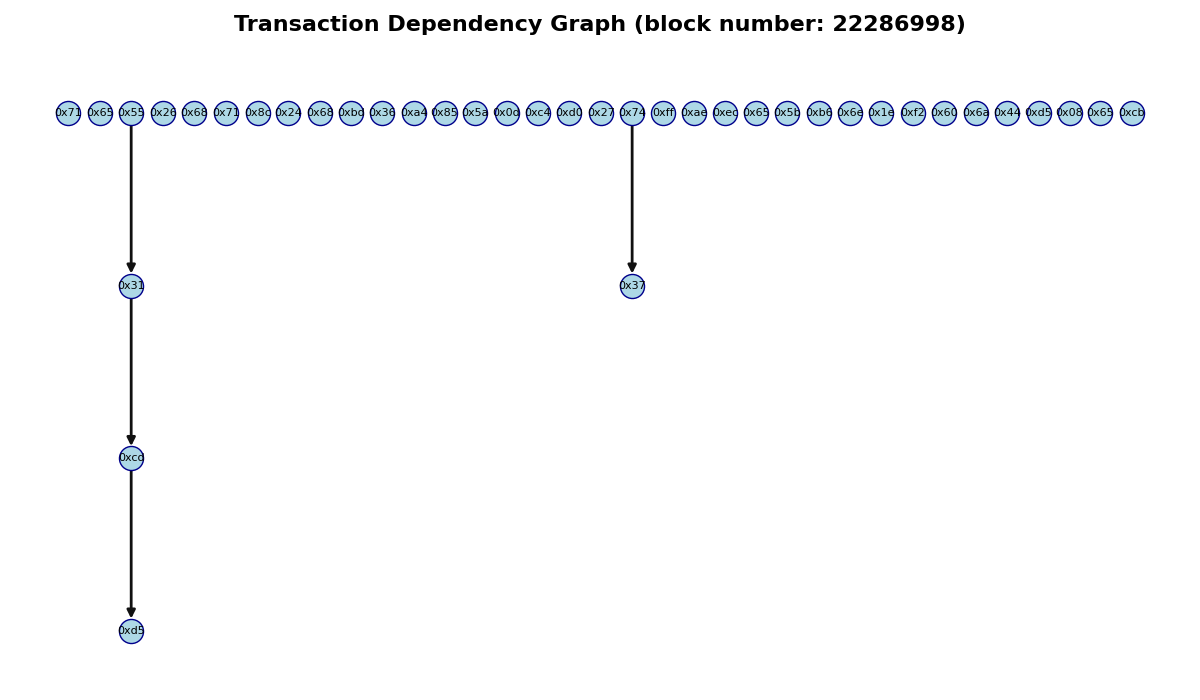 Transaction Dependency Graph (block number: 22286998)
0x71 0x65 0x55 0x26 0x68 0x71 0x8c 0x24 0x68 0xbd 0x36 0xa4 0x85 0x5a 0x0d 0xc4 0xd0 0x27 0x74 0xff 0xae 0xec 0x65 0x5b 0xb6 0x6e 0x1e 0xf2 0x60 0x6a 0x44 0xd5 0x08 0x65 0xcb
0x31 0x37
0xcd
0xd5